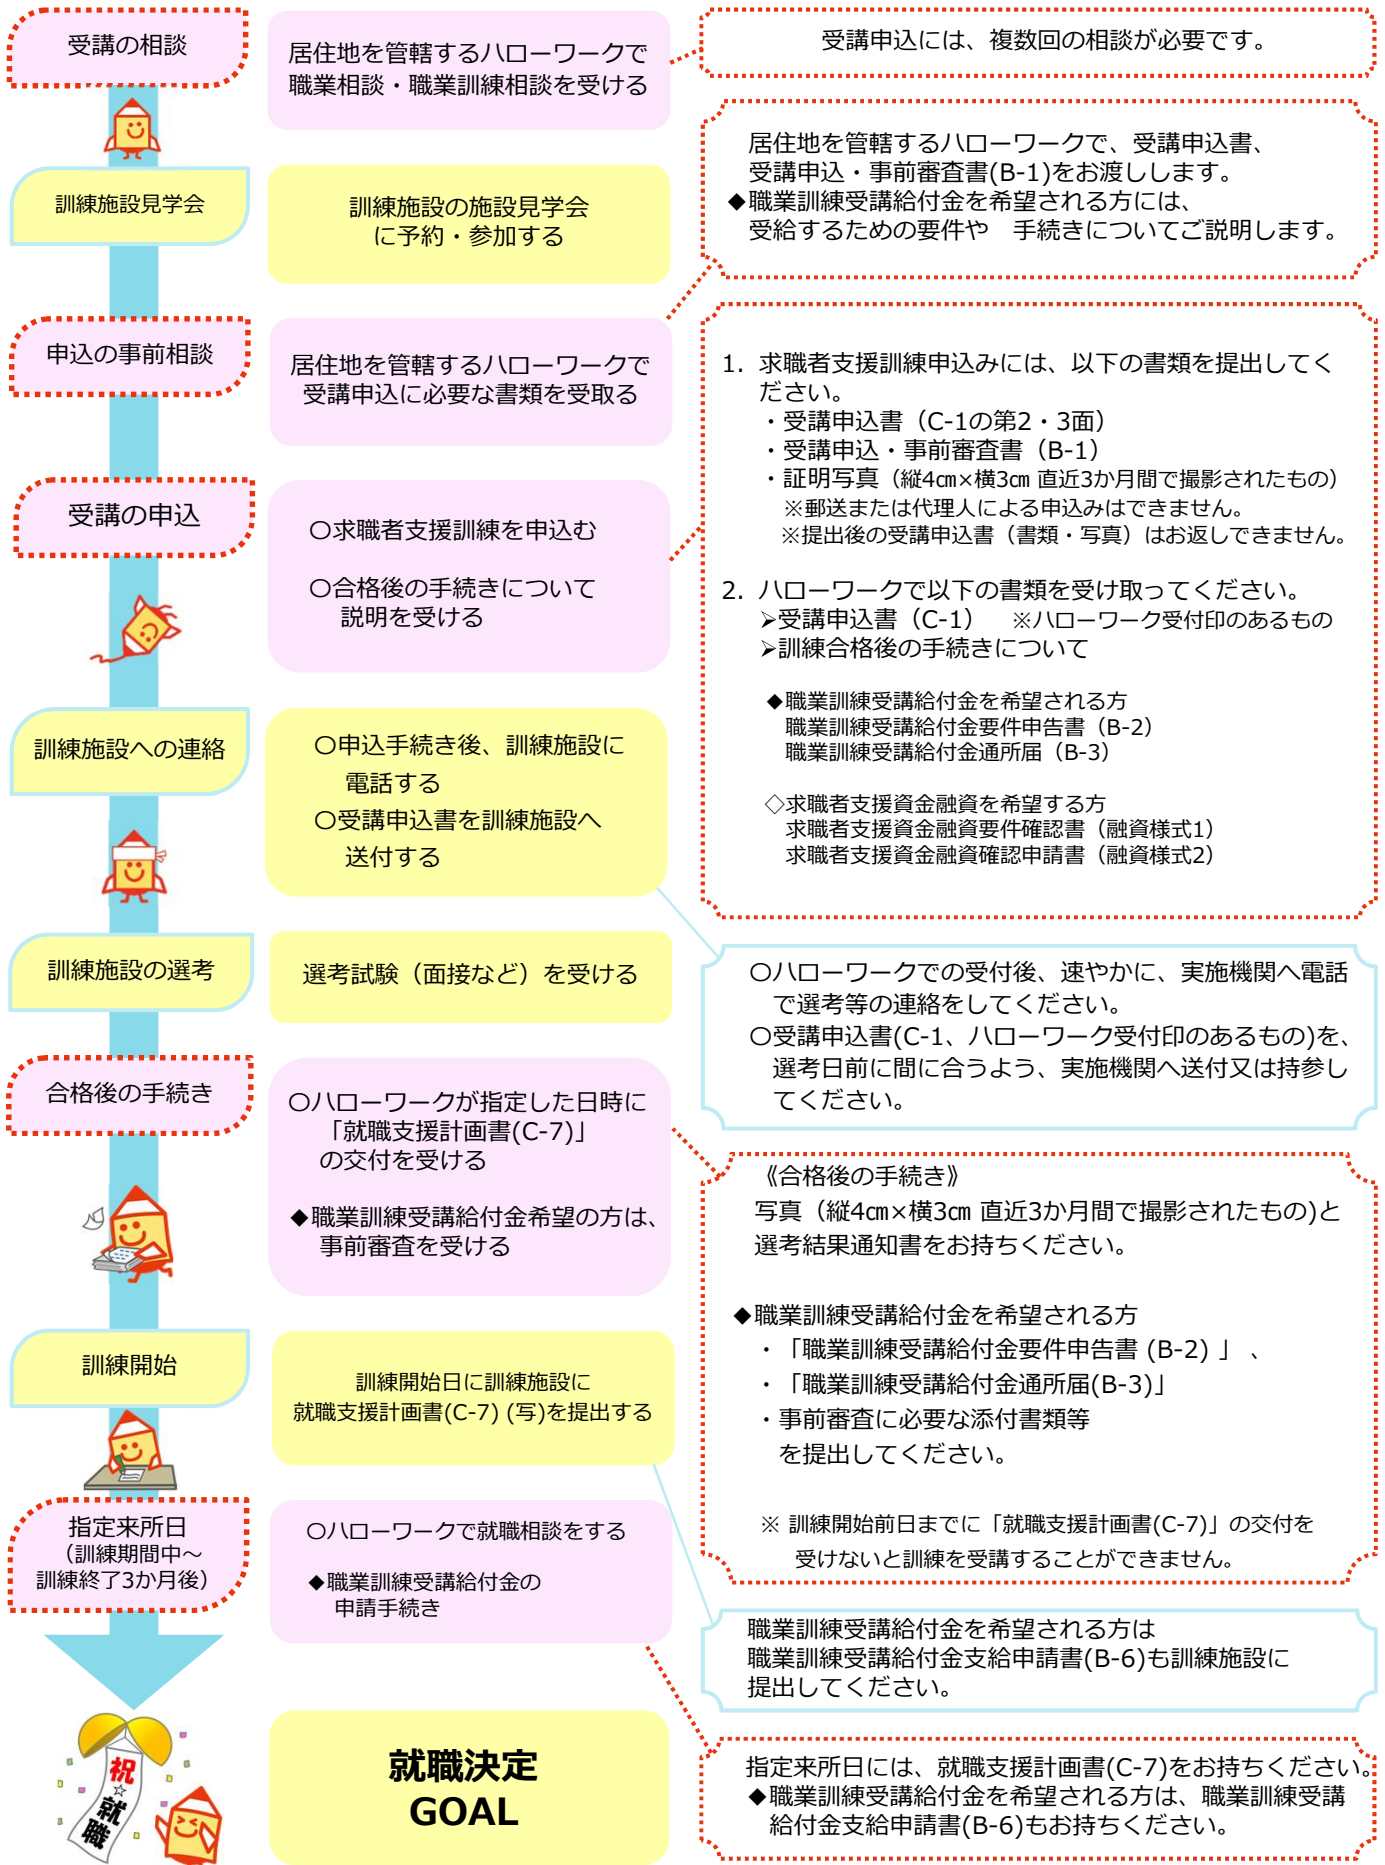 受講の相談
居住地を管轄するハローワークで
職業相談・職業訓練相談を受ける
受講申込には、複数回の相談が必要です。
訓練施設見学会
訓練施設の施設見学会
に予約・参加する
居住地を管轄するハローワークで、受講申込書、
受講申込・事前審査書(B-1)をお渡しします。
◆職業訓練受講給付金を希望される方には、
受給するための要件や　手続きについてご説明します。
申込の事前相談
居住地を管轄するハローワークで
受講申込に必要な書類を受取る
受講の申込
〇求職者支援訓練を申込む
〇合格後の手続きについて
説明を受ける
1. 求職者支援訓練申込みには、以下の書類を提出してく
ださい。
・受講申込書（C-1の第2・3面）
・受講申込・事前審査書（B-1）
・証明写真（縦4㎝×横3㎝ 直近3か月間で撮影されたもの）
※郵送または代理人による申込みはできません。
※提出後の受講申込書（書類・写真）はお返しできません。
2. ハローワークで以下の書類を受け取ってください。
➢受講申込書（C-1）　※ハローワーク受付印のあるもの
➢訓練合格後の手続きについて
◆職業訓練受講給付金を希望される方
職業訓練受講給付金要件申告書（B-2）
職業訓練受講給付金通所届（B-3）
◇求職者支援資金融資を希望する方
求職者支援資金融資要件確認書（融資様式1）
求職者支援資金融資確認申請書（融資様式2）
訓練施設への連絡
〇申込手続き後、訓練施設に
電話する
〇受講申込書を訓練施設へ
送付する
〇ハローワークでの受付後、速やかに、実施機関へ電話
で選考等の連絡をしてください。
〇受講申込書(C-1、ハローワーク受付印のあるもの)を、
選考日前に間に合うよう、実施機関へ送付又は持参し
てください。
訓練施設の選考
選考試験（面接など）を受ける
合格後の手続き
〇ハローワークが指定した日時に
「就職支援計画書(C-7)」
の交付を受ける
◆職業訓練受講給付金希望の方は、
事前審査を受ける
《合格後の手続き》
写真（縦4㎝×横3㎝ 直近3か月間で撮影されたもの)と
選考結果通知書をお持ちください。
◆職業訓練受講給付金を希望される方
・「職業訓練受講給付金要件申告書 (B-2) 」 、
・「職業訓練受講給付金通所届(B-3)」
・事前審査に必要な添付書類等
を提出してください。
※ 訓練開始前日までに「就職支援計画書(C-7)」の交付を
受けないと訓練を受講することができません。
訓練開始
訓練開始日に訓練施設に
就職支援計画書(C-7) (写)を提出する
職業訓練受講給付金を希望される方は
職業訓練受講給付金支給申請書(B-6)も訓練施設に
提出してください。
指定来所日
（訓練期間中～
訓練終了3か月後）
〇ハローワークで就職相談をする
◆職業訓練受講給付金の
申請手続き
指定来所日には、就職支援計画書(C-7)をお持ちください。
◆職業訓練受講給付金を希望される方は、職業訓練受講
給付金支給申請書(B-6)もお持ちください。
祝☆就職
就職決定
GOAL